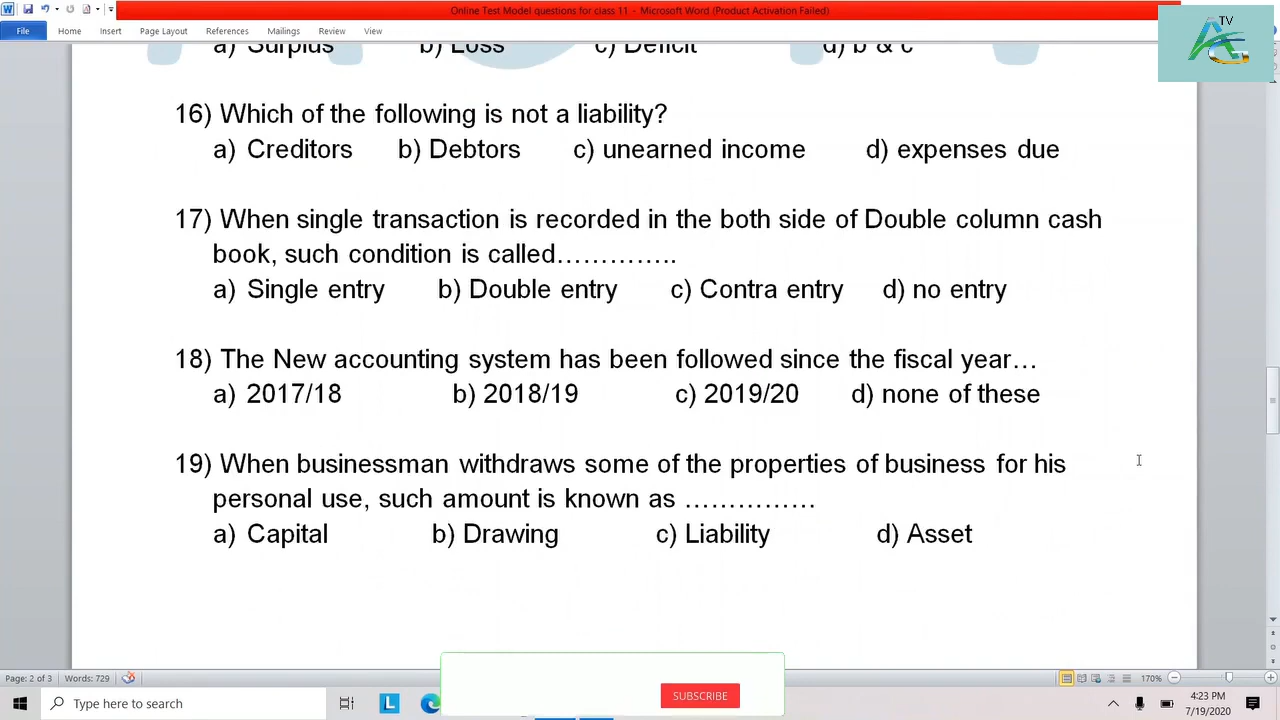 Online Test Model questions for class 11 - Microsoft Word (Product Activation Failed)
File Home Insert Page Layout References Mailings Review View
TV
a) Surplus b) Loss c) Deficit d) b & c
16) Which of the following is not a liability?
a) Creditors b) Debtors c) unearned income d) expenses due
17) When single transaction is recorded in the both side of Double column cash
book, such condition is called…………..
a) Single entry b) Double entry c) Contra entry d) no entry
18) The New accounting system has been followed since the fiscal year…
a) 2017/18 b) 2018/19 c) 2019/20 d) none of these
19) When businessman withdraws some of the properties of business for his
personal use, such amount is known as ……………
a) Capital b) Drawing c) Liability d) Asset
SUBSCRIBE
Page: 2 of 3 Words: 729 170%
Type here to search L 4:23 PM
7/19/2020